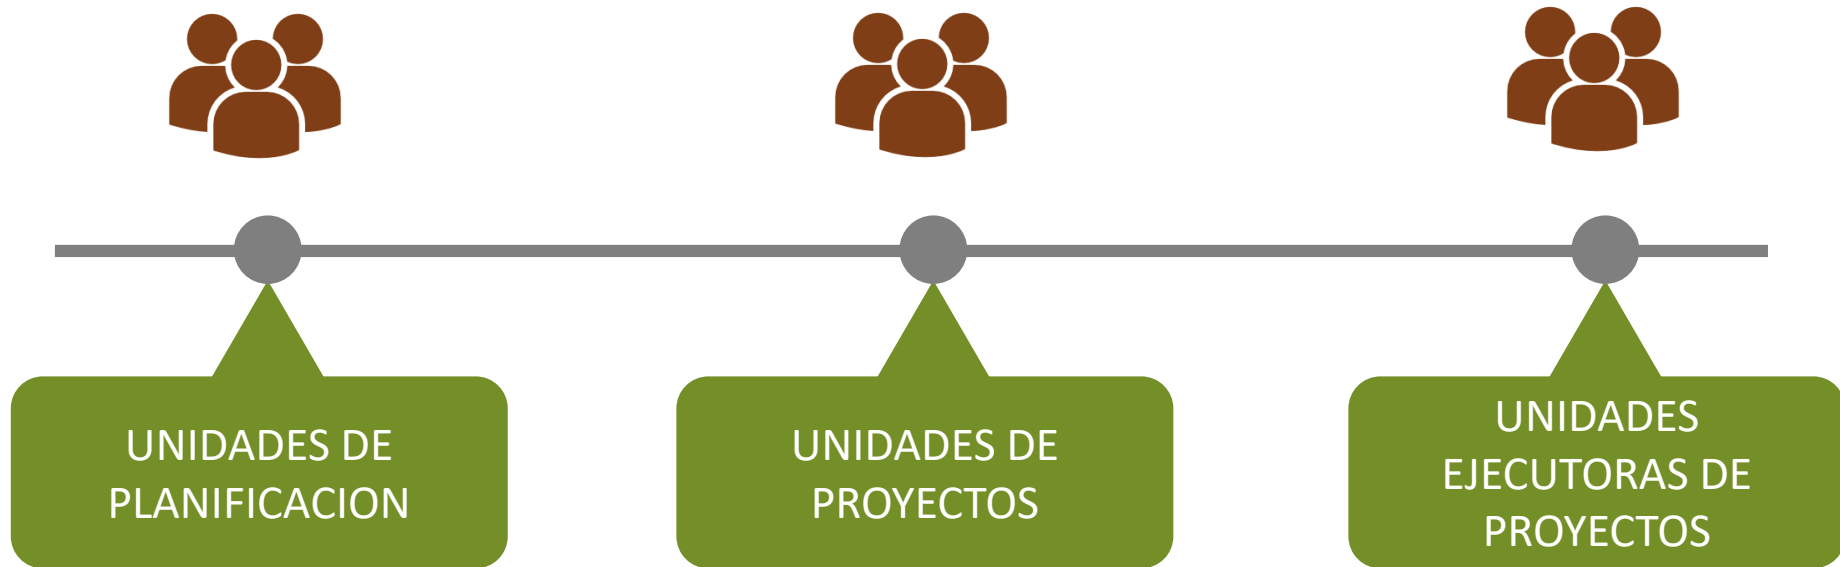 UNIDADES DE
PLANIFICACION
UNIDADES DE
PROYECTOS
UNIDADES
EJECUTORAS DE
PROYECTOS